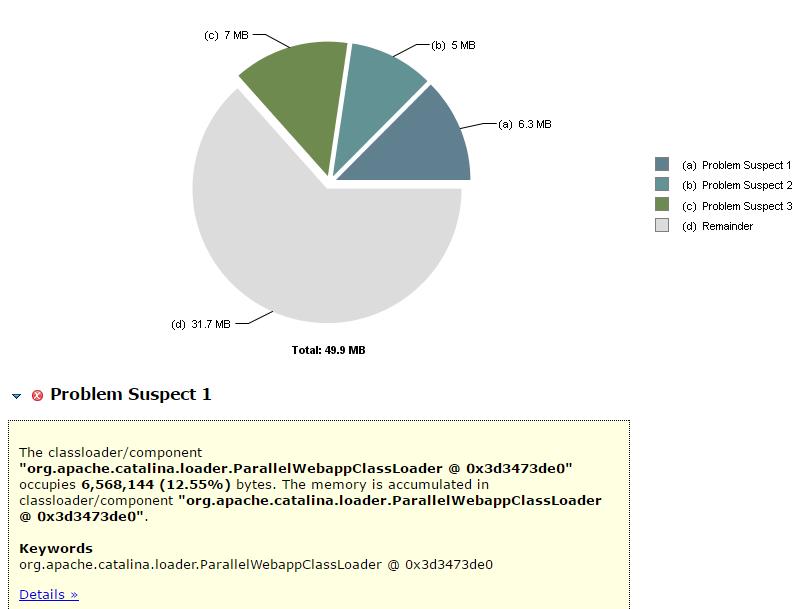 (c) 7 MB
(b) 5 MB
(a) 6.3 MB
(a) Problem Suspect 1
(b) Problem Suspect 2
(c) Problem Suspect 3
(d) Remainder
(d) 31.7 MB
Total: 49.9 MB
Problem Suspect 1
The classloader/component
"org.apache.catalina.loader.ParallelWebappClassLoader @ 0x3d3473de0"
occupies 6,568,144 (12.55%) bytes. The memory is accumulated in
classloader/component "org.apache.catalina.loader.ParallelWebappClassLoader
@ 0x3d3473de0".
Keywords
org.apache.catalina.loader.ParallelWebappClassLoader @ 0x3d3473de0
Details »